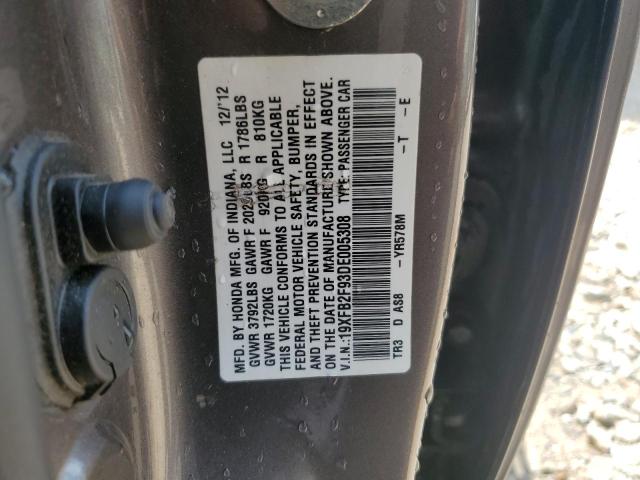 MFD. BY HONDA MFG. OF INDIANA, LLC 12/'12
GVWR 3792LBS GAWR F LBS R 1786LBS
GVWR 1720KG GAWR F 920KG R 810KG
THIS VEHICLE CONFORMS TO ALL APPLICABLE
FEDERAL MOTOR VEHICLE SAFETY, BUMPER,
AND THEFT PREVENTION STANDARDS IN EFFECT
ON THE DATE OF MANUFACTURE SHOWN ABOVE.
V.I.N.:19XFB2F93DE005308 TYPE: PASSENGER CAR
TR3 D AS8 —YR578M —T —E